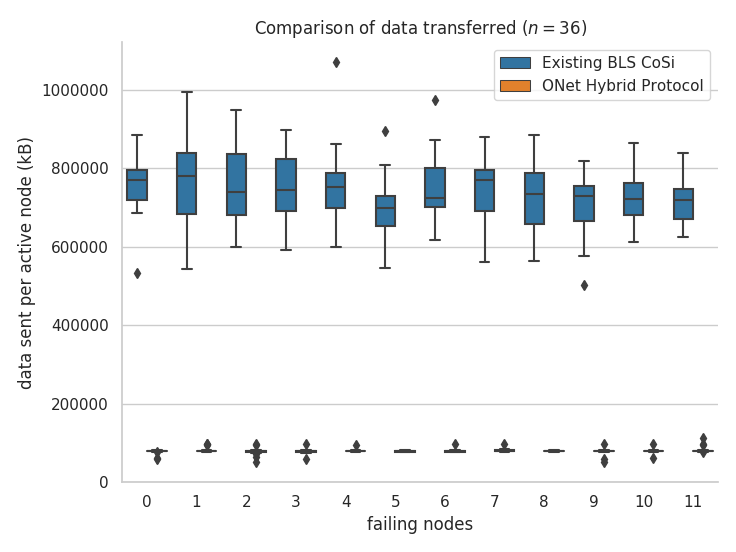 Comparison of data transferred (n = 36)
Existing BLS CoSi
ONet Hybrid Protocol
data sent per active node (kB)
1000000
800000
600000
400000
200000
0
0 1 2 3 4 5 6 7 8 9 10 11
failing nodes